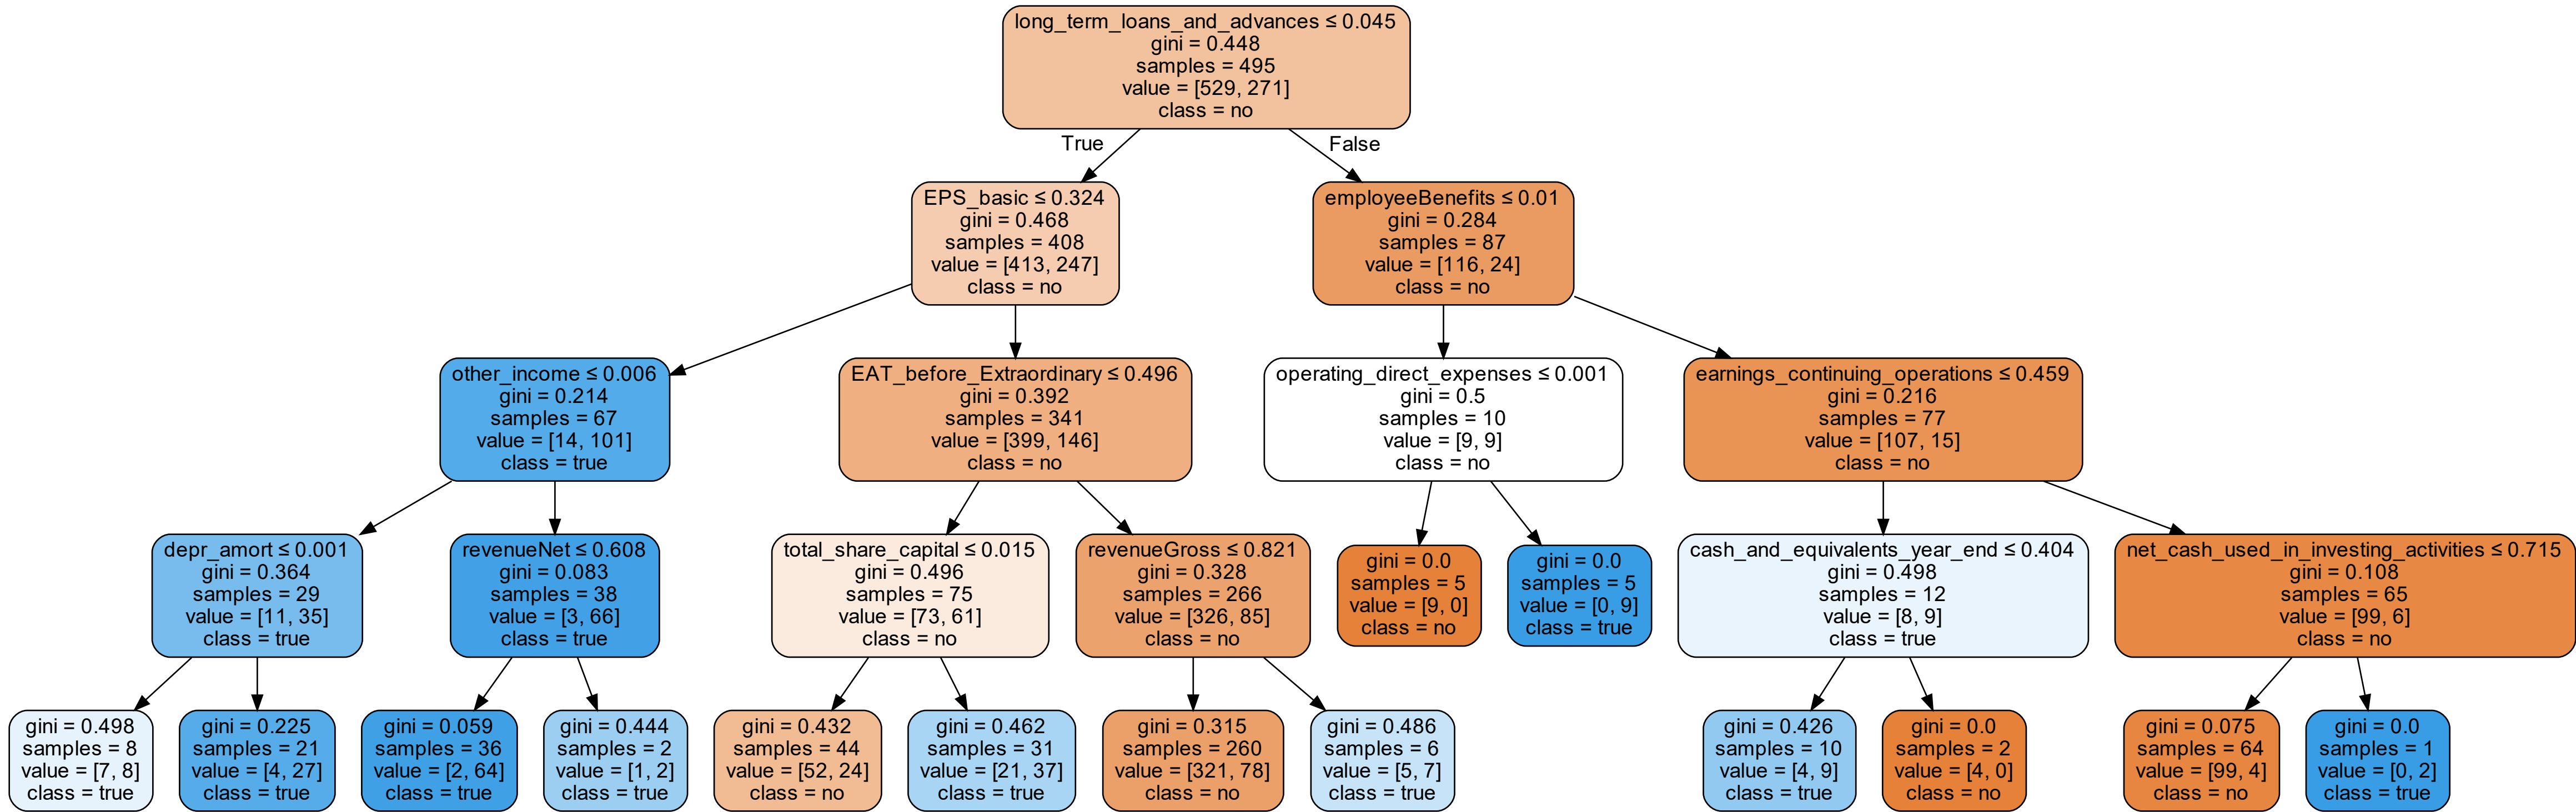 long_term_loans_and_advances ≤ 0.045
gini = 0.448
samples = 495
value = [529, 271]
class = no
True
False
EPS_basic ≤ 0.324
gini = 0.468
samples = 408
value = [413, 247]
class = no
employeeBenefits ≤ 0.01
gini = 0.284
samples = 87
value = [116, 24]
class = no
other_income ≤ 0.006
gini = 0.214
samples = 67
value = [14, 101]
class = true
EAT_before_Extraordinary ≤ 0.496
gini = 0.392
samples = 341
value = [399, 146]
class = no
operating_direct_expenses ≤ 0.001
gini = 0.5
samples = 10
value = [9, 9]
class = no
earnings_continuing_operations ≤ 0.459
gini = 0.216
samples = 77
value = [107, 15]
class = no
depr_amort ≤ 0.001
gini = 0.364
samples = 29
value = [11, 35]
class = true
revenueNet ≤ 0.608
gini = 0.083
samples = 38
value = [3, 66]
class = true
total_share_capital ≤ 0.015
gini = 0.496
samples = 75
value = [73, 61]
class = no
revenueGross ≤ 0.821
gini = 0.328
samples = 266
value = [326, 85]
class = no
gini = 0.0
samples = 5
value = [9, 0]
class = no
gini = 0.0
samples = 5
value = [0, 9]
class = true
cash_and_equivalents_year_end ≤ 0.404
gini = 0.498
samples = 12
value = [8, 9]
class = true
net_cash_used_in_investing_activities ≤ 0.715
gini = 0.108
samples = 65
value = [99, 6]
class = no
gini = 0.498
samples = 8
value = [7, 8]
class = true
gini = 0.225
samples = 21
value = [4, 27]
class = true
gini = 0.059
samples = 36
value = [2, 64]
class = true
gini = 0.444
samples = 2
value = [1, 2]
class = true
gini = 0.432
samples = 44
value = [52, 24]
class = no
gini = 0.462
samples = 31
value = [21, 37]
class = true
gini = 0.315
samples = 260
value = [321, 78]
class = no
gini = 0.486
samples = 6
value = [5, 7]
class = true
gini = 0.426
samples = 10
value = [4, 9]
class = true
gini = 0.0
samples = 2
value = [4, 0]
class = no
gini = 0.075
samples = 64
value = [99, 4]
class = no
gini = 0.0
samples = 1
value = [0, 2]
class = true